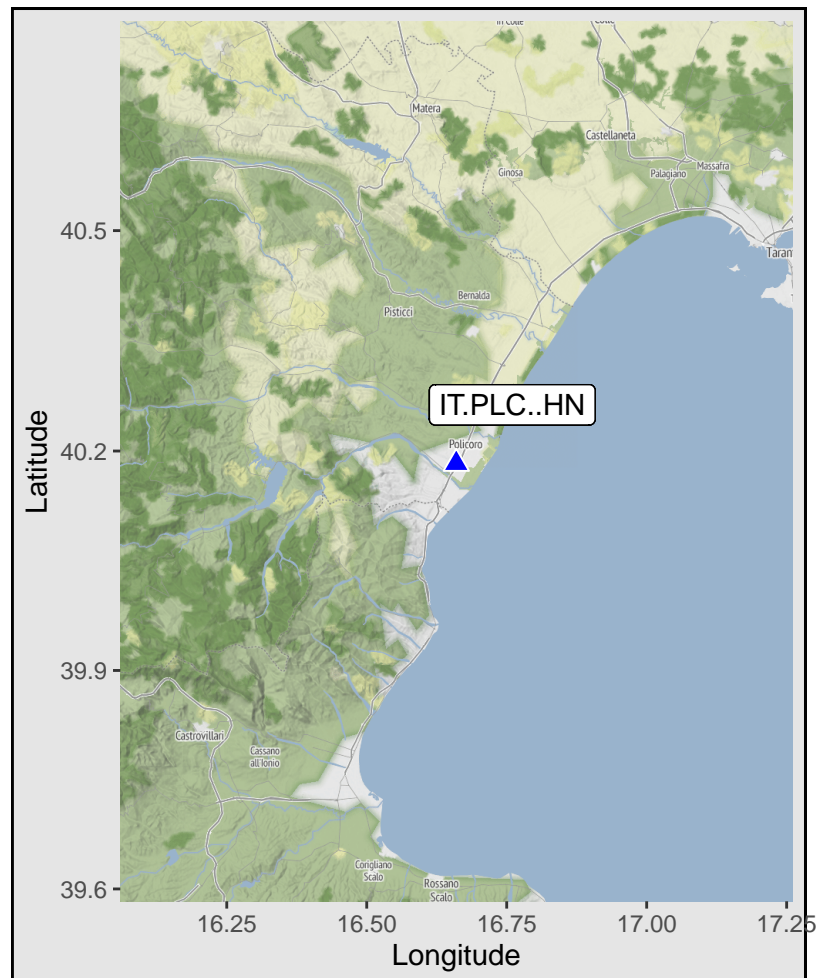 in Colle
Matera
Castellaneta
Massafra
Ginosa
Palagiano
40.5
Bernalda
Pisticci
IT.PLC..HN
Policoro
40.2
Latitude
39.9
Castrovillari
Cassano
all'Ionio
Corigliano
Scalo
Rossano
Scalo
39.6
16.25 16.50 16.75 17.00 17.25
Longitude